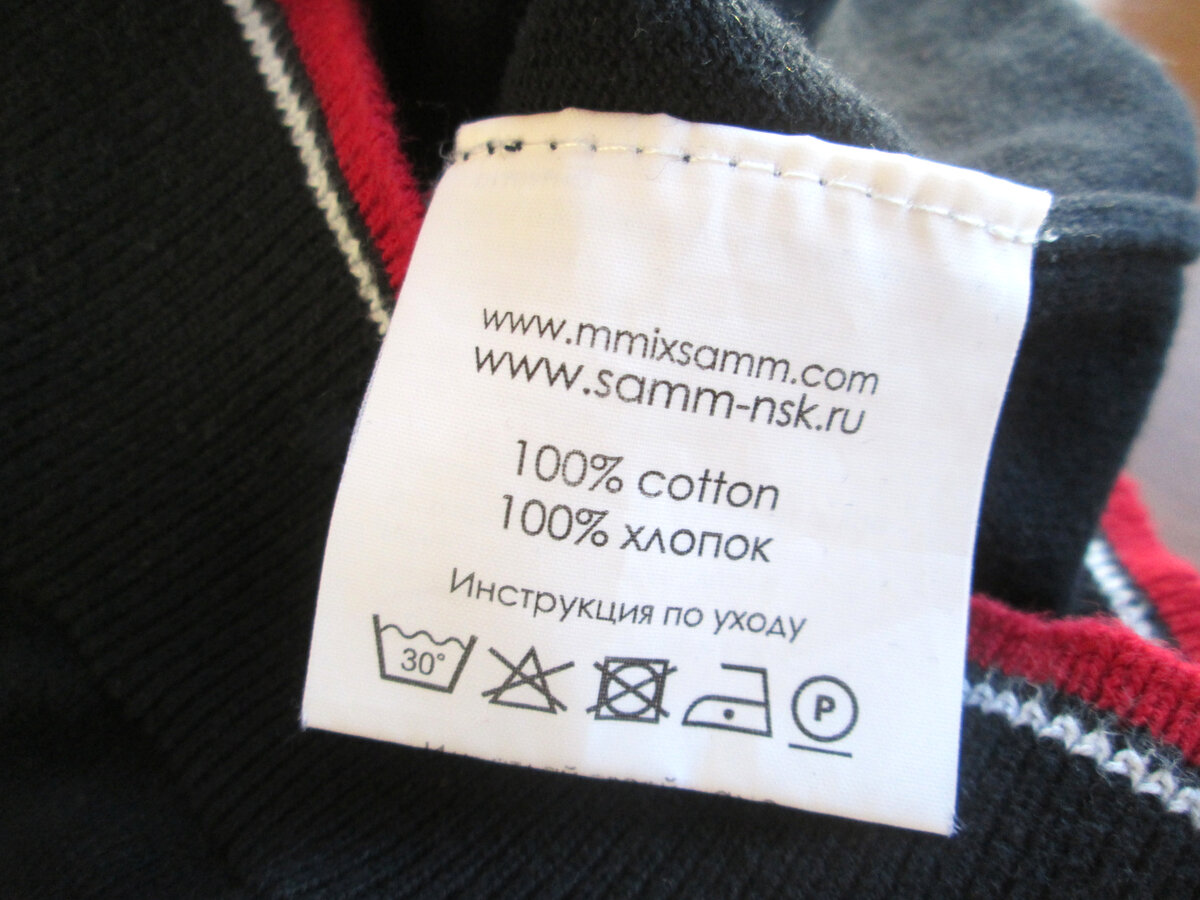 www.mmixsamm.com
www.samm-nsk.ru
100% cotton
100% хлопок
Инструкция по уходу
30°
P